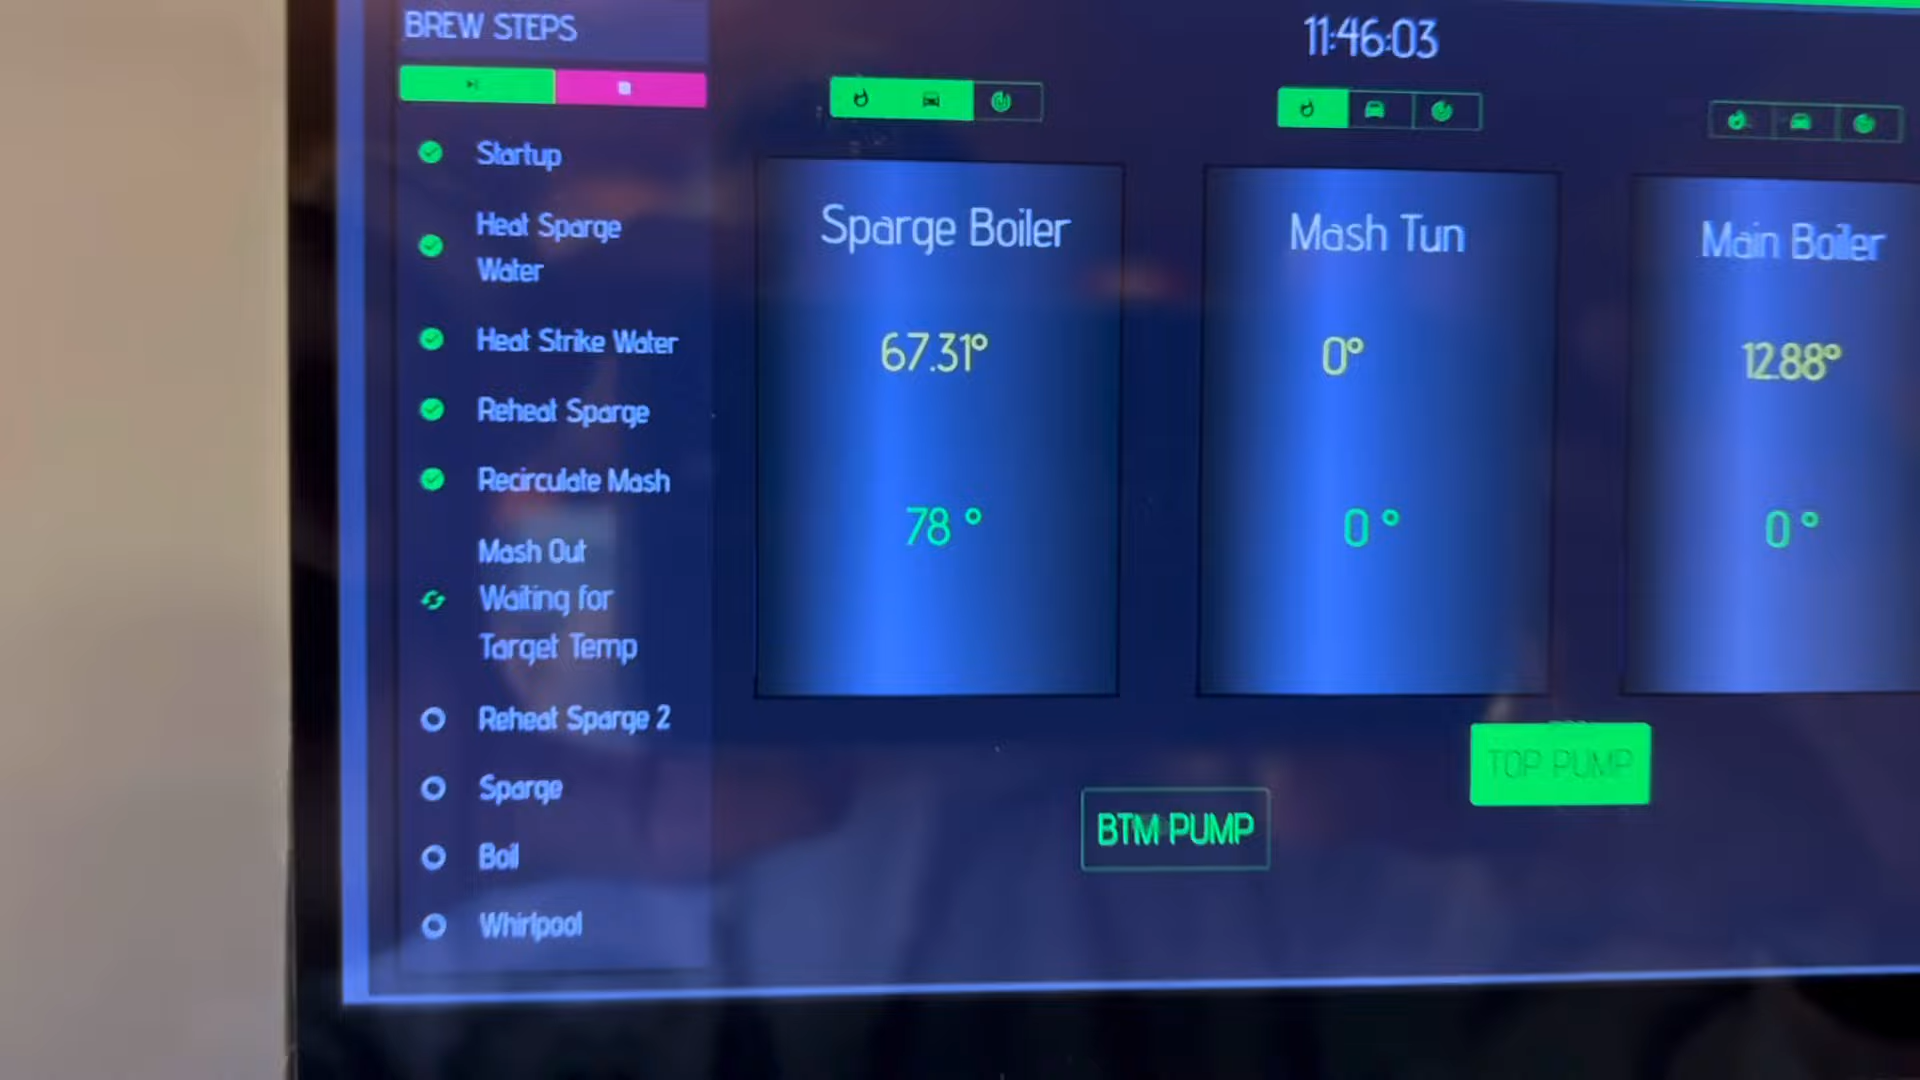 BREW STEPS
11:46:03
Startup
Heat Sparge
Water
Heat Strike Water
Reheat Sparge
Recirculate Mash
Mash Out
Waiting for
Target Temp
Reheat Sparge 2
Sparge
Boil
Whirlpool
Sparge Boiler
67.31°
78 °
Mash Tun
0°
0 °
Main Boiler
12.88°
0 °
BTM PUMP
TOP PUMP